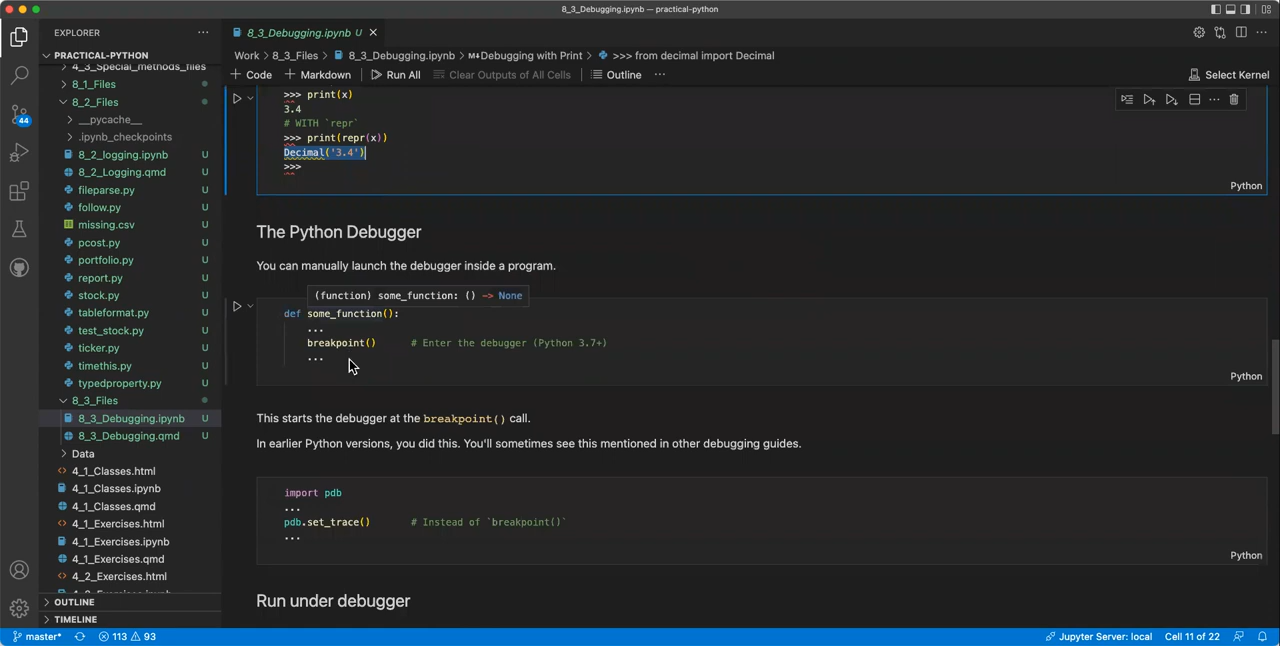 8_3_Debugging.ipynb — practical-python
EXPLORER
8_3_Debugging.ipynb U
PRACTICAL-PYTHON
Work > 8_3_Files > 8_3_Debugging.ipynb > Debugging with Print > >>> from decimal import Decimal
4_3_Special_methods_files
+ Code + Markdown Run All Clear Outputs of All Cells Outline ... Select Kernel
8_1_Files
8_2_Files
__pycache__
.ipynb_checkpoints
8_2_logging.ipynb U
8_2_Logging.qmd U
fileparse.py U
follow.py U
missing.csv U
pcost.py U
portfolio.py U
report.py U
stock.py U
tableformat.py U
test_stock.py U
ticker.py U
timethis.py U
typedproperty.py U
8_3_Files
8_3_Debugging.ipynb U
8_3_Debugging.qmd U
Data
4_1_Classes.html
4_1_Classes.ipynb
4_1_Classes.qmd
4_1_Exercises.html
4_1_Exercises.ipynb
4_1_Exercises.qmd
4_2_Exercises.html
OUTLINE
TIMELINE
44
>>> print(x)
3.4
# WITH `repr`
>>> print(repr(x))
Decimal('3.4')
>>>
Python
The Python Debugger
You can manually launch the debugger inside a program.
(function) some_function: () -> None
def some_function():
...
breakpoint() # Enter the debugger (Python 3.7+)
...
Python
This starts the debugger at the breakpoint() call.
In earlier Python versions, you did this. You'll sometimes see this mentioned in other debugging guides.
import pdb
...
pdb.set_trace() # Instead of `breakpoint()`
...
Python
Run under debugger
master* 113 93 Jupyter Server: local Cell 11 of 22